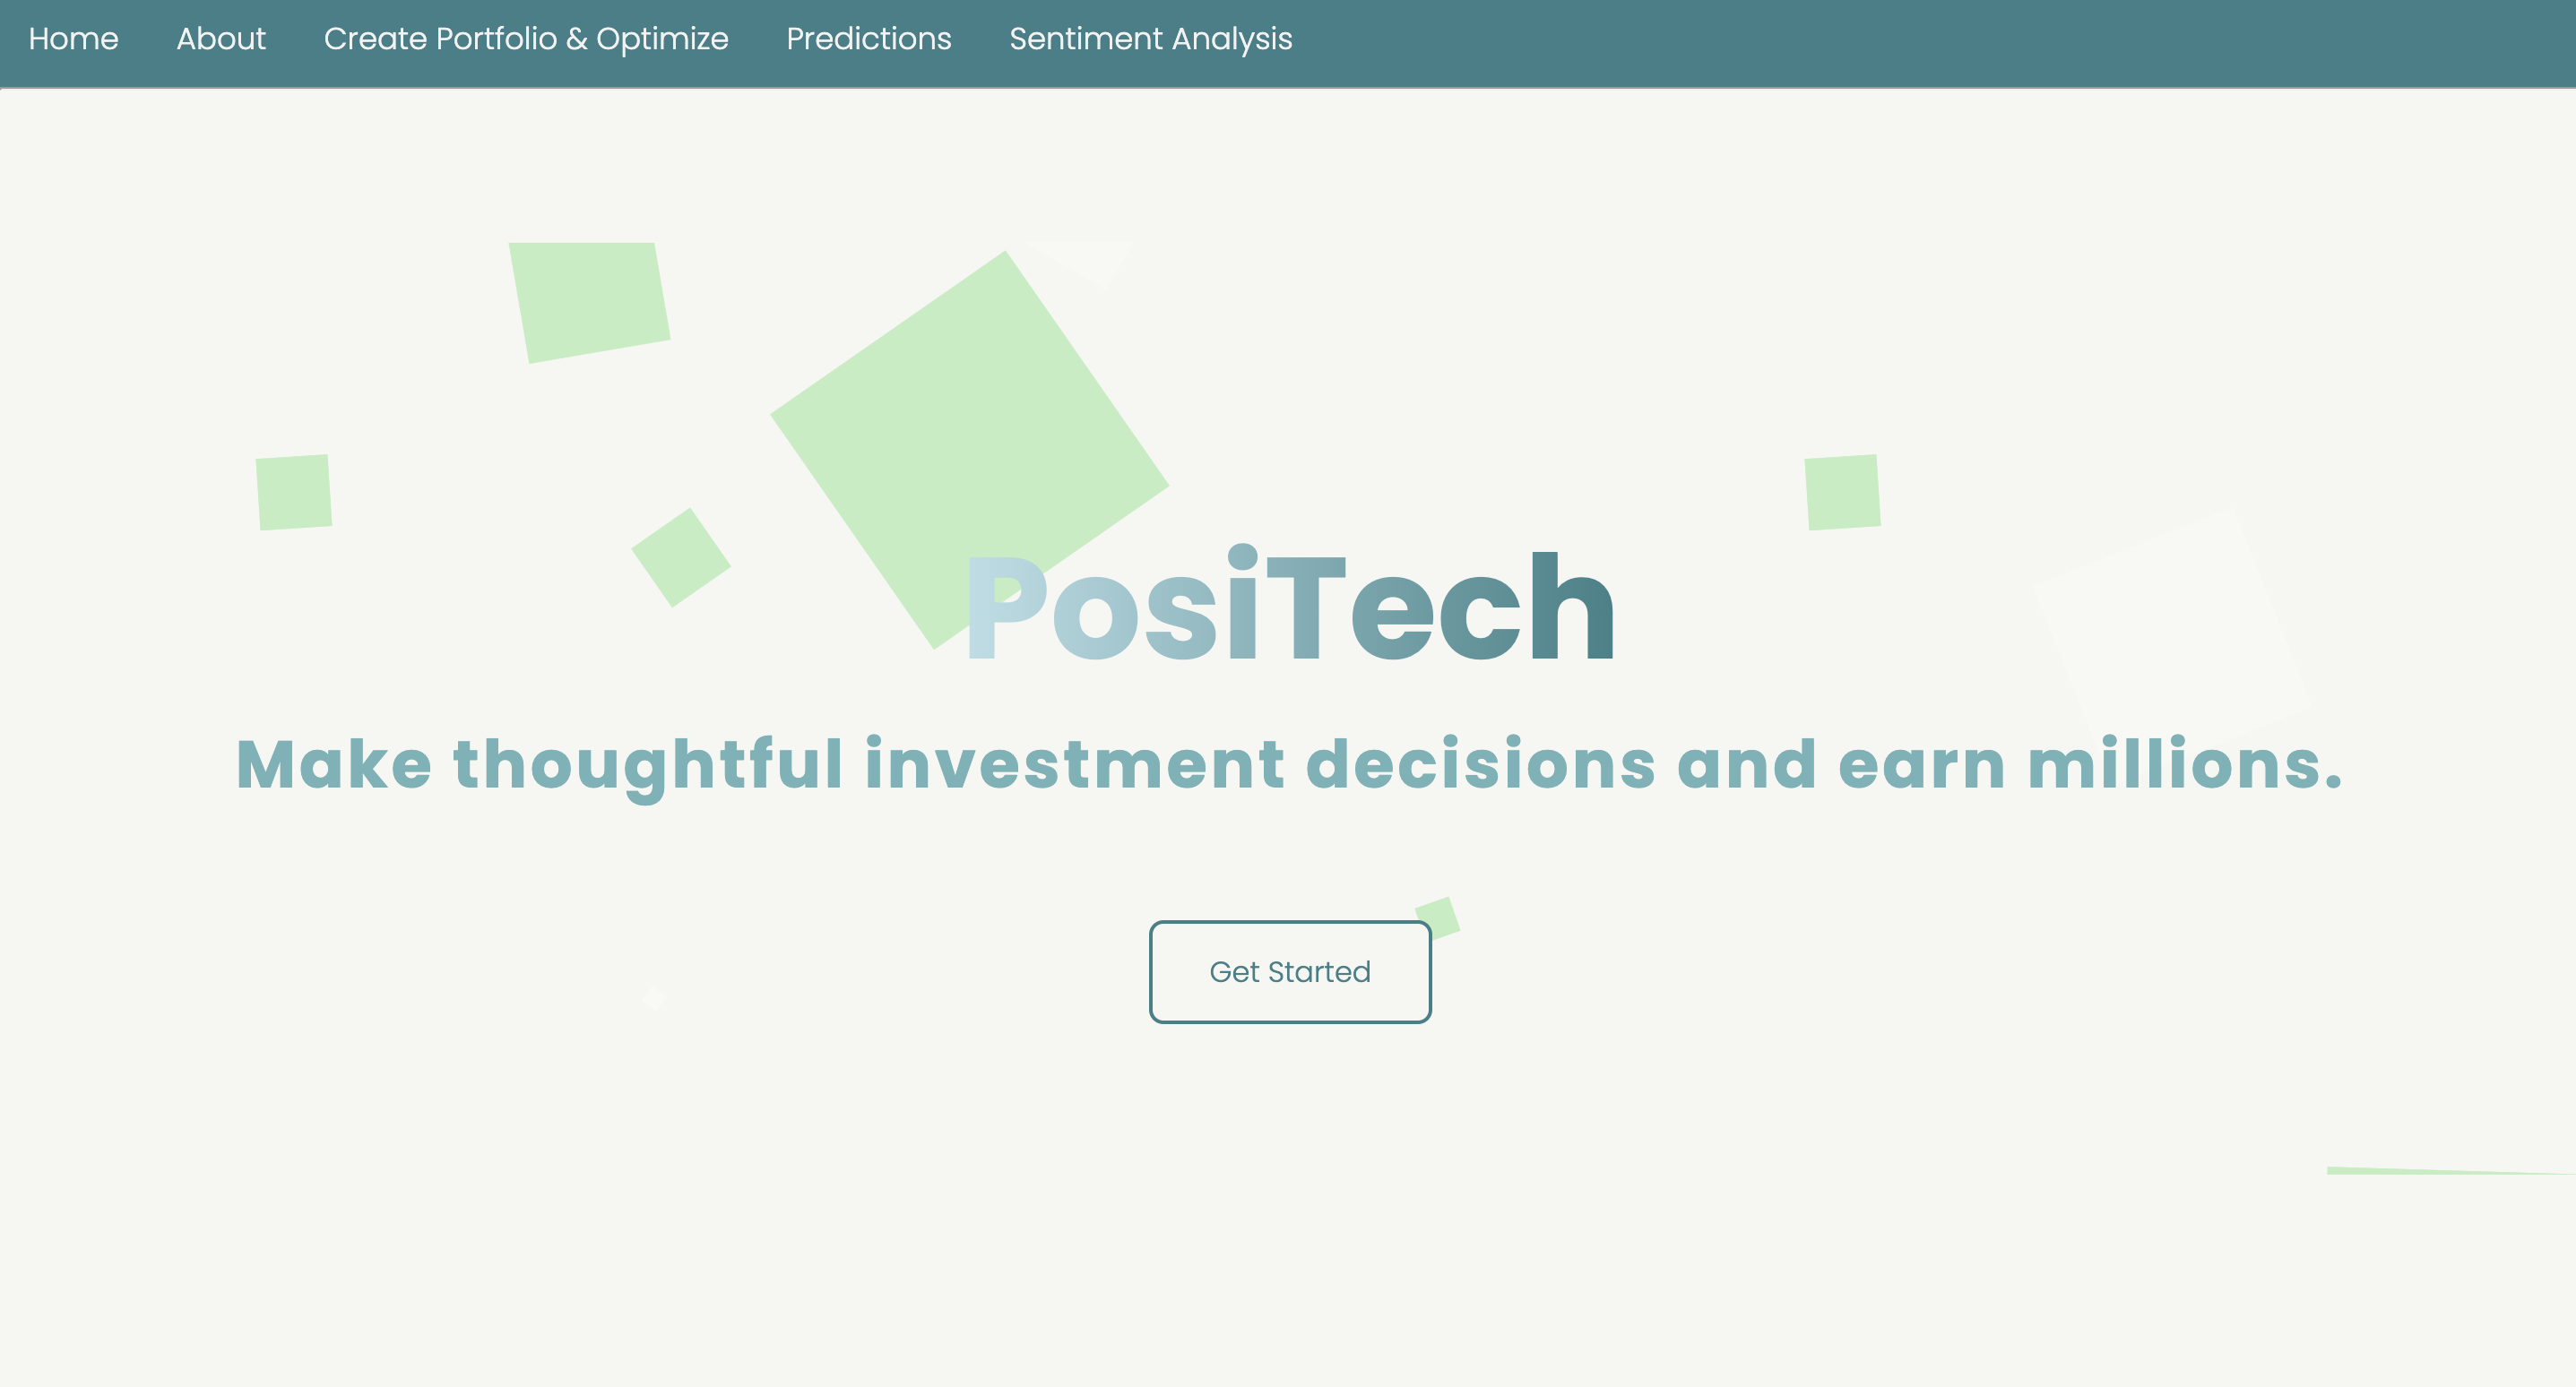 Home About Create Portfolio & Optimize Predictions Sentiment Analysis
PosiTech
Make thoughtful investment decisions and earn millions.
Get Started